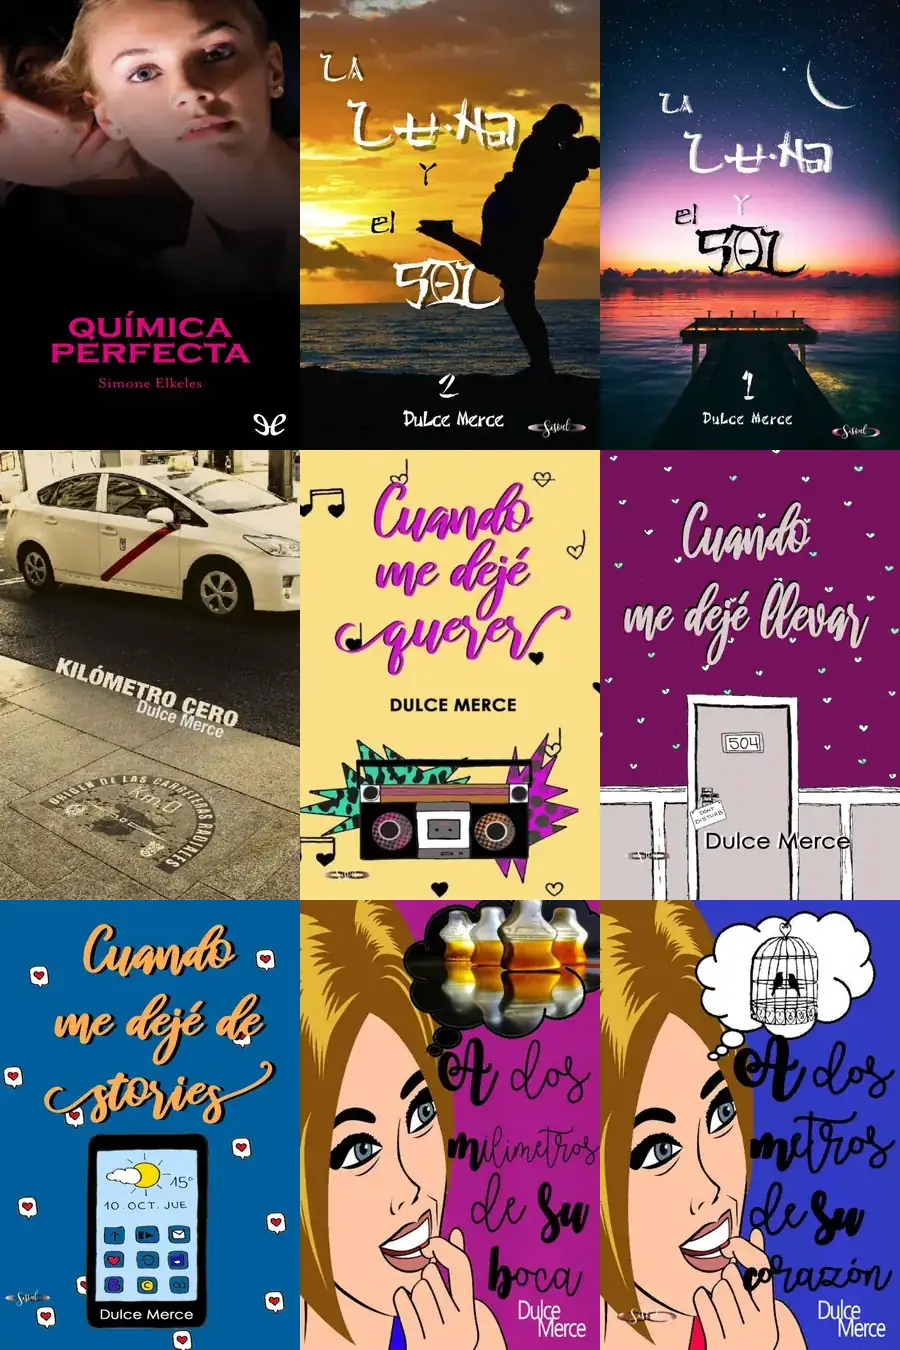 QUÍMICA
PERFECTA
Simone Elkeles
LA
LUNA
Y
el
SOL
2
Dulce Merce
Sisoul
LA
LUNA
Y
el
SOL
1
Dulce Merce
Sisoul
KILÓMETRO CERO
Dulce Merce
ORIGEN DE LAS CARRETERAS RADIALES
Km.0
Cuando
me dejé
querer
DULCE MERCE
Cuando
me dejé llevar
504
DON'T
DISTURB
Dulce Merce
Cuando
me dejé de
stories
15°
10. OCT. JUE
Dulce Merce
A dos
milimetros
de su
boca
Dulce
Merce
A dos
metros
de su
corazón
Dulce
Merce